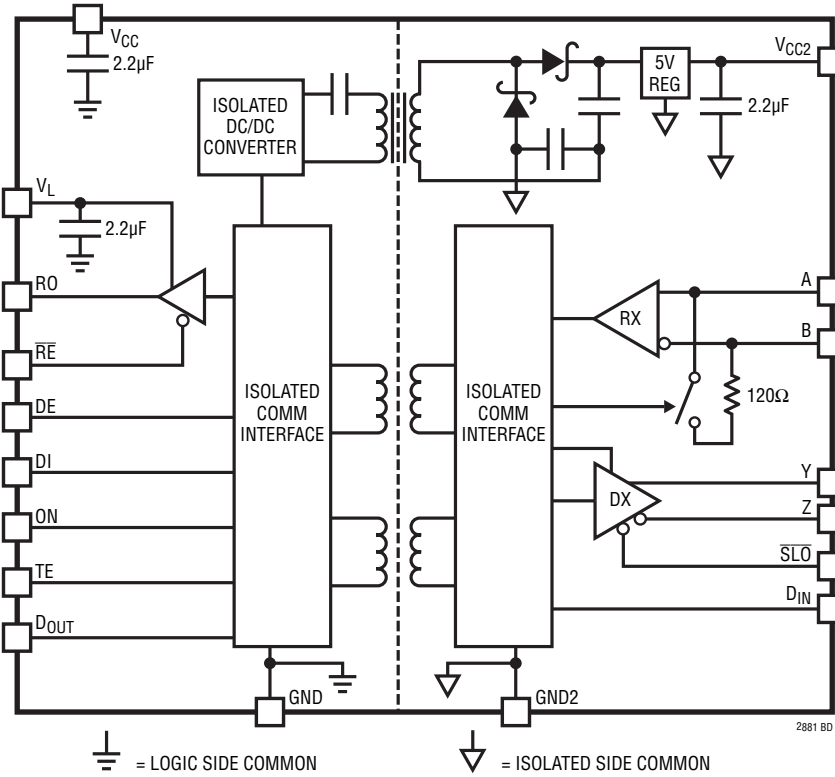 VCC
2.2µF
ISOLATED
DC/DC
CONVERTER
5V
REG
VCC2
2.2µF
VL
2.2µF
RO
R̅E̅
DE
DI
ON
TE
DOUT
ISOLATED
COMM
INTERFACE
ISOLATED
COMM
INTERFACE
RX
A
B
120Ω
DX
Y
Z
S̅L̅O̅
DIN
GND
GND2
2881 BD
= LOGIC SIDE COMMON
= ISOLATED SIDE COMMON